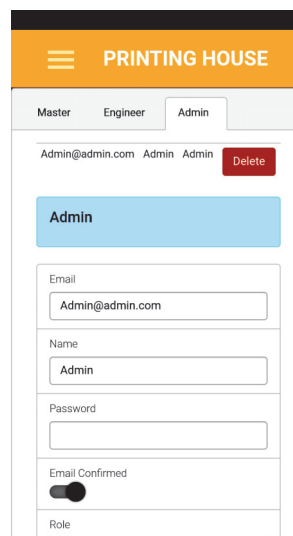 PRINTING HOUSE
Master Engineer Admin
Admin@admin.com Admin Admin Delete
Admin
Email
Admin@admin.com
Name
Admin
Password
Email Confirmed
Role